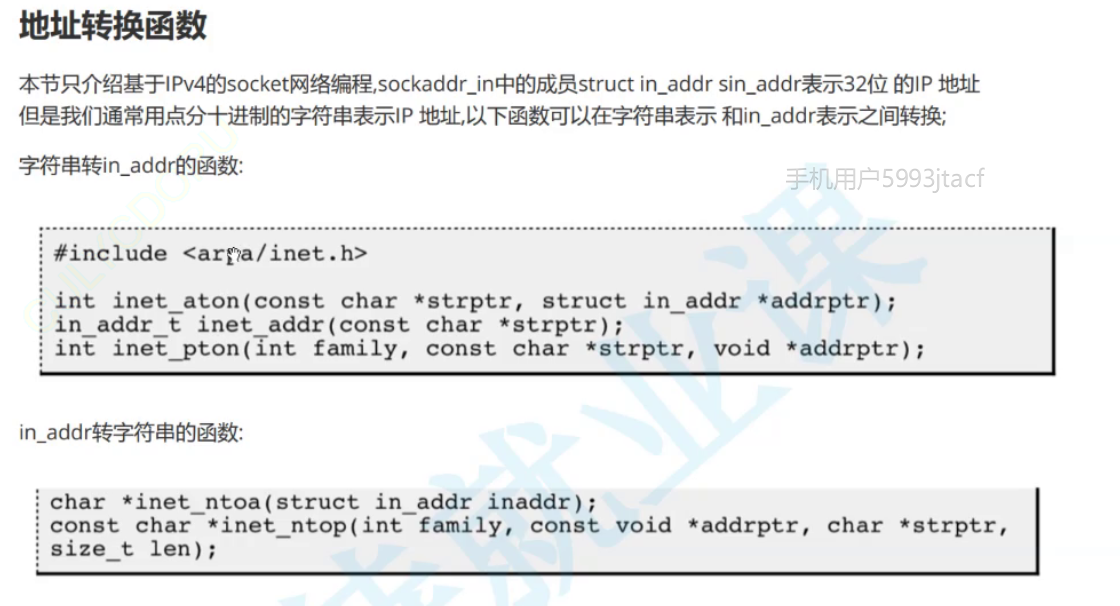 地址转换函数
本节只介绍基于IPv4的socket网络编程,sockaddr_in中的成员struct in_addr sin_addr表示32位 的IP 地址
但是我们通常用点分十进制的字符串表示IP 地址,以下函数可以在字符串表示 和in_addr表示之间转换;
字符串转in_addr的函数:
手机用户5993jtacf
#include <arpa/inet.h>
int inet_aton(const char *strptr, struct in_addr *addrptr);
in_addr_t inet_addr(const char *strptr);
int inet_pton(int family, const char *strptr, void *addrptr);
in_addr转字符串的函数:
char *inet_ntoa(struct in_addr inaddr);
const char *inet_ntop(int family, const void *addrptr, char *strptr,
size_t len);
就业课